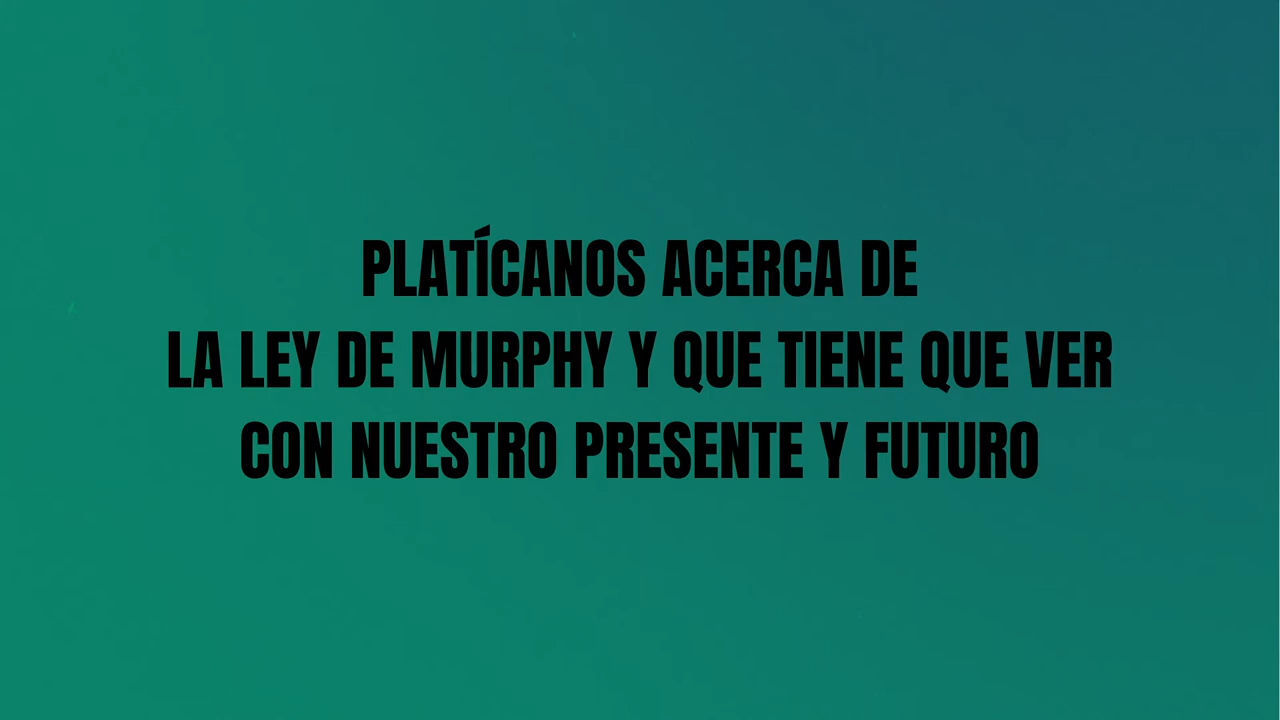 PLATÍCANOS ACERCA DE
LA LEY DE MURPHY Y QUE TIENE QUE VER
CON NUESTRO PRESENTE Y FUTURO